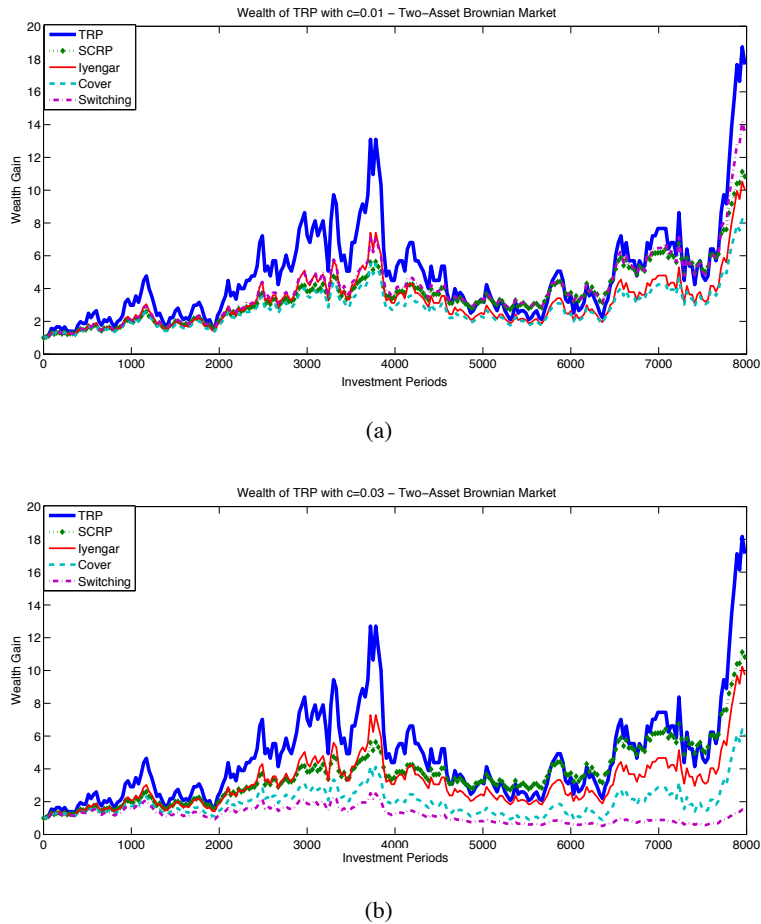 Wealth of TRP with c=0.01 – Two-Asset Brownian Market
20
18
16
14
12
10
8
6
4
2
0
Wealth Gain
TRP
SCRP
Iyengar
Cover
Switching
0 1000 2000 3000 4000 5000 6000 7000 8000
Investment Periods
(a)
Wealth of TRP with c=0.03 – Two-Asset Brownian Market
20
18
16
14
12
10
8
6
4
2
0
Wealth Gain
TRP
SCRP
Iyengar
Cover
Switching
0 1000 2000 3000 4000 5000 6000 7000 8000
Investment Periods
(b)